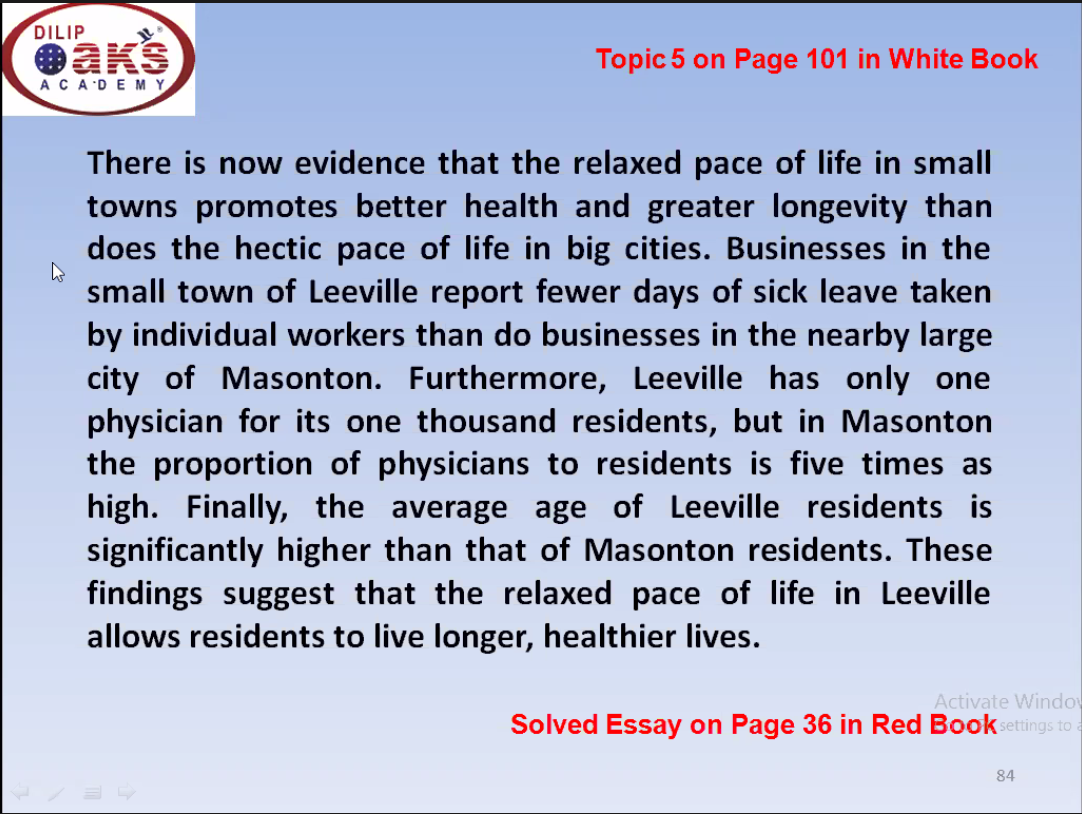 DILIP
Oak's
ACADEMY
Topic 5 on Page 101 in White Book
There is now evidence that the relaxed pace of life in small
towns promotes better health and greater longevity than
does the hectic pace of life in big cities. Businesses in the
small town of Leeville report fewer days of sick leave taken
by individual workers than do businesses in the nearby large
city of Masonton. Furthermore, Leeville has only one
physician for its one thousand residents, but in Masonton
the proportion of physicians to residents is five times as
high. Finally, the average age of Leeville residents is
significantly higher than that of Masonton residents. These
findings suggest that the relaxed pace of life in Leeville
allows residents to live longer, healthier lives.
Activate Window
Solved Essay on Page 36 in Red Book
settings to a
84